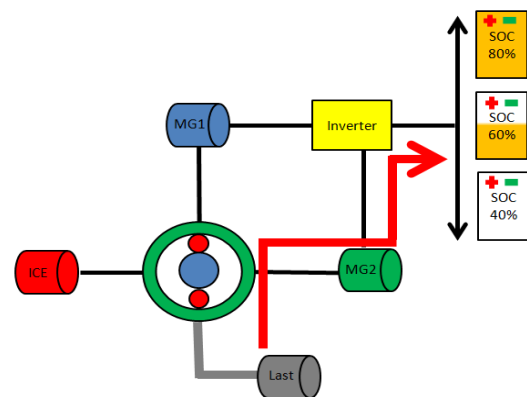 SOC
80%
MG1
Inverter
SOC
60%
SOC
40%
ICE
MG2
Last